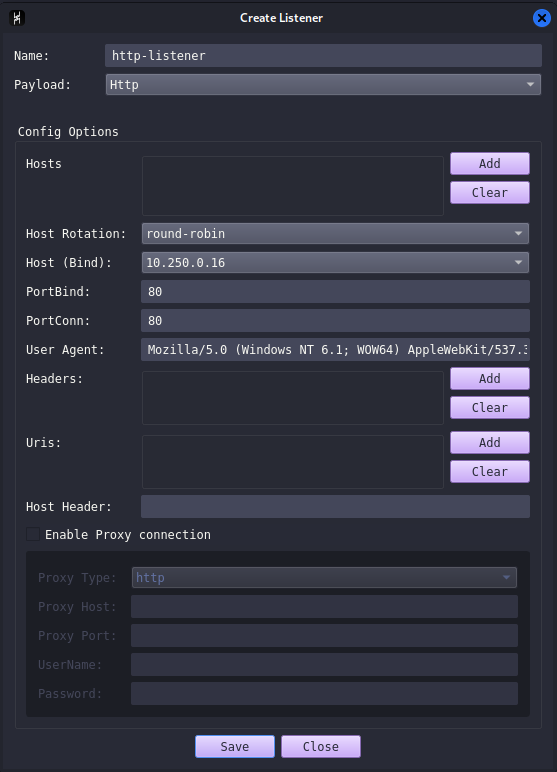 Create Listener
Name: http-listener
Payload: Http
Config Options
Hosts
Add
Clear
Host Rotation: round-robin
Host (Bind): 10.250.0.16
PortBind: 80
PortConn: 80
User Agent: Mozilla/5.0 (Windows NT 6.1; WOW64) AppleWebKit/537.3
Headers:
Add
Clear
Uris:
Add
Clear
Host Header:
Enable Proxy connection
Proxy Type: http
Proxy Host:
Proxy Port:
UserName:
Password:
Save Close